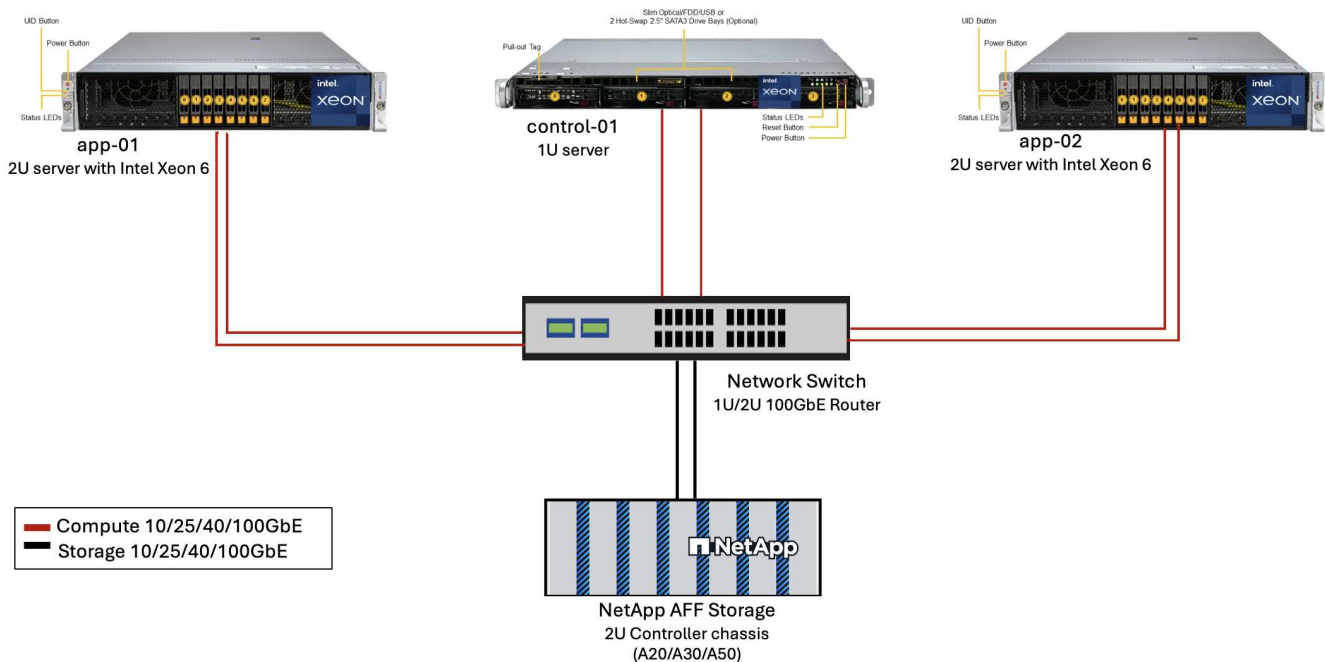 UID Button
Power Button
Status LEDs
intel.
XEON
app-01
2U server with Intel Xeon 6
Slim Optical/FDD/USB or
2 Hot-Swap 2.5" SATA3 Drive Bays (Optional)
Pull-out Tag
intel.
XEON
0
1
2
3
Status LEDs
Reset Button
Power Button
control-01
1U server
UID Button
Power Button
Status LEDs
intel.
XEON
app-02
2U server with Intel Xeon 6
Network Switch
1U/2U 100GbE Router
Compute 10/25/40/100GbE
Storage 10/25/40/100GbE
NetApp
NetApp AFF Storage
2U Controller chassis
(A20/A30/A50)